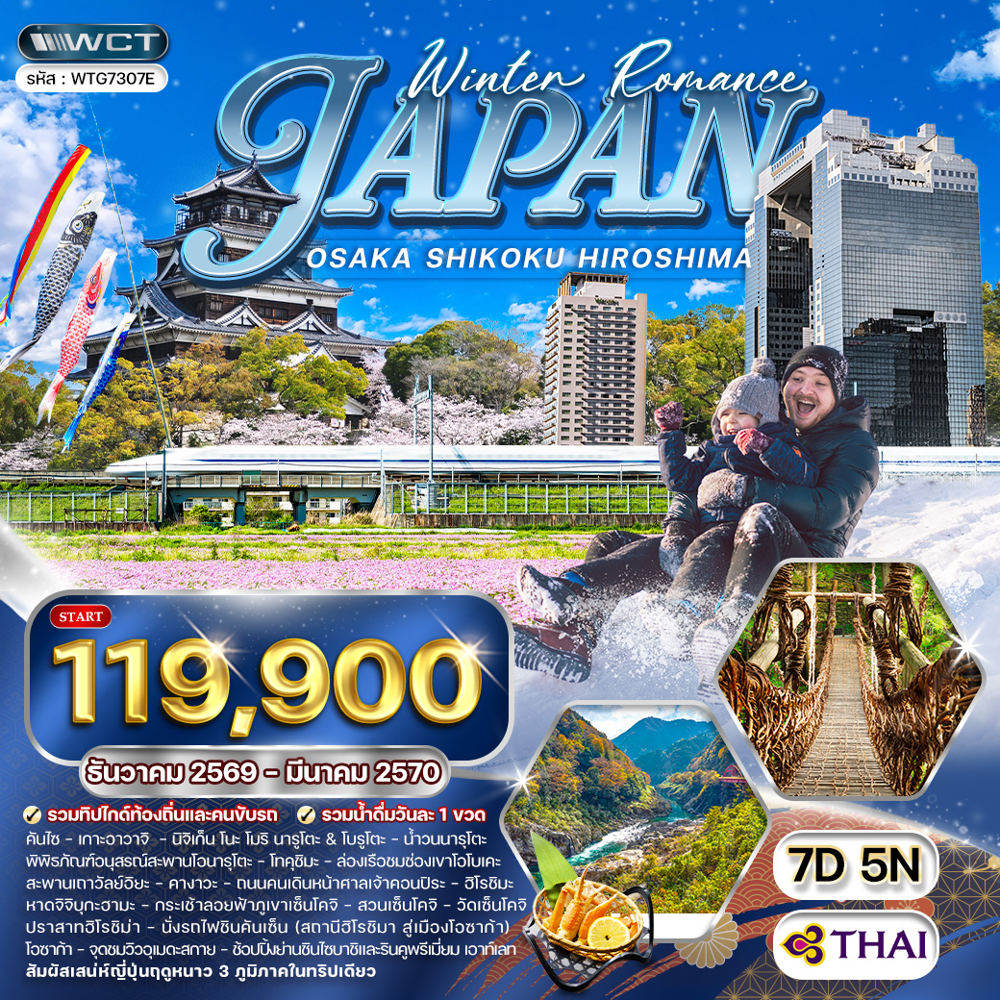 WCT
รหัส : WTG7307E
Winter Romance
JAPAN
OSAKA SHIKOKU HIROSHIMA
START
119,900
ธันวาคม 2569 - มีนาคม 2570
รวมทิปไกด์ท้องถิ่นและคนขับรถ รวมน้ำดื่มวันละ 1 ขวด
คันไซ - เกาะอาวาจิ - นิจิเก็น โนะ โมริ นารูโตะ & โบรูโตะ - น้ำวนนารุโตะ
พิพิธภัณฑ์อนุสรณ์สะพานโอนารุโตะ - โทคุชิมะ - ล่องเรือชมช่องเขาโอโบเคะ
สะพานเถาวัลย์อิยะ - คางาวะ - ถนนคนเดินหน้าศาลเจ้าคอนปิระ - ฮิโรชิมะ
หาดจิจิบุกะฮามะ - กระเช้าลอยฟ้าภูเขาเซ็นโคจิ - สวนเซ็นโคจิ - วัดเซ็นโคจิ
ปราสาทฮิโรชิม่า - นั่งรถไฟชินคันเซ็น (สถานีฮิโรชิมา สู่เมืองโอซาก้า)
โอซาก้า - จุดชมวิวอุเมดะสกาย - ช้อปปิ้งย่านชินไซบาชิและรินคูพรีเมี่ยม เอาท์เลท
สัมผัสเสน่ห์ญี่ปุ่นฤดูหนาว 3 ภูมิภาคในทริปเดียว
7D 5N
THAI